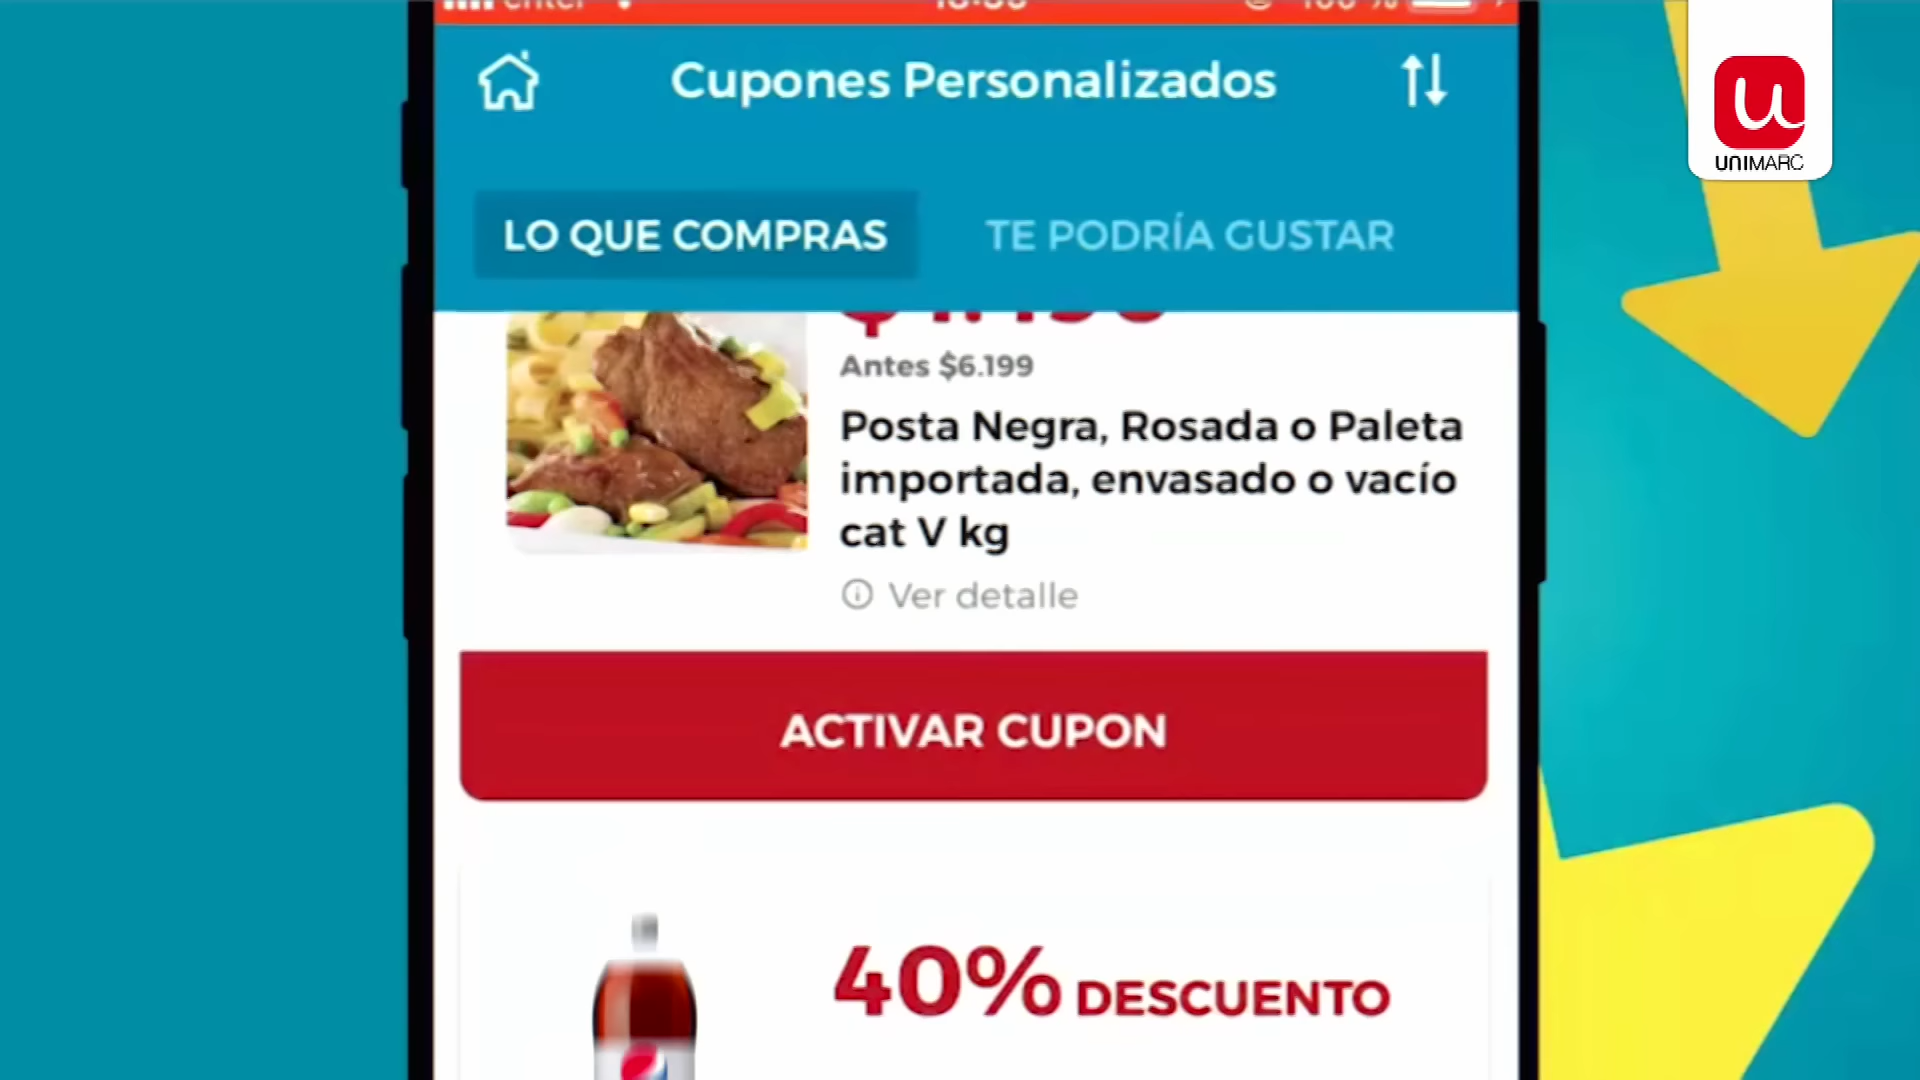 Cupones Personalizados
UNIMARC
LO QUE COMPRAS
TE PODRÍA GUSTAR
Antes $6.199
Posta Negra, Rosada o Paleta
importada, envasado o vacío
cat V kg
Ver detalle
ACTIVAR CUPON
40% DESCUENTO